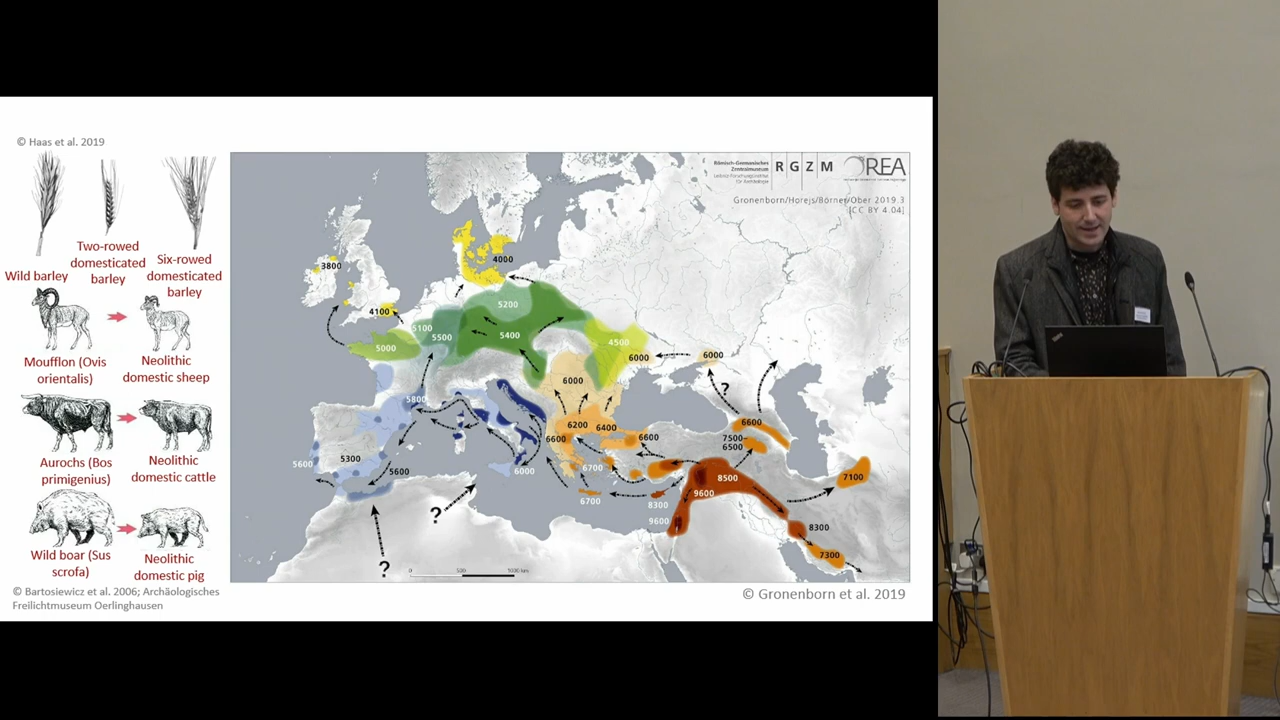 © Haas et al. 2019
Two-rowed
domesticated
barley
Six-rowed
domesticated
barley
Wild barley
Moufflon (Ovis
orientalis)
Neolithic
domestic sheep
Aurochs (Bos
primigenius)
Neolithic
domestic cattle
Wild boar (Sus
scrofa)
Neolithic
domestic pig
© Bartosiewicz et al. 2006; Archäologisches
Freilichtmuseum Oerlinghausen
Römisch-Germanisches
Zentralmuseum
R G Z M
OREA
Gronenborn/Horejs/Börner/Ober 2019.3
[CC BY 4.04]
3800
4000
4100
5200
5100
5500
5400
5000
4500
6000
6000
6000
5800
6200
6400
6600
6600
6600
7500-
6500
5300
5600
5600
6000
6700
6700
8500
9600
8300
9600
7100
8300
7300
?
?
?
0
500
1000 km
© Gronenborn et al. 2019